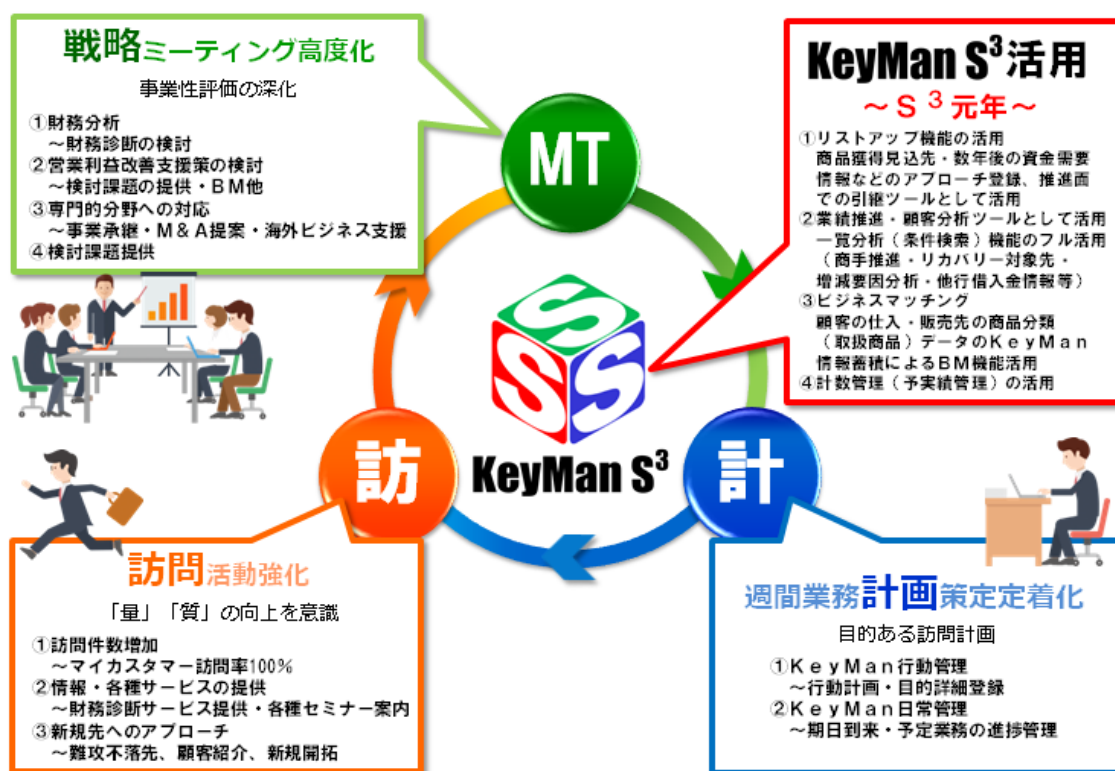 戦略ミーティング高度化
事業性評価の深化
①財務分析
～財務診断の検討
②営業利益改善支援策の検討
～検討課題の提供・ＢＭ他
③専門的分野への対応
～事業承継・Ｍ＆Ａ提案・海外ビジネス支援
④検討課題提供
MT
KeyMan S³活用
～Ｓ³元年～
①リストアップ機能の活用
商品獲得見込先・数年後の資金需要
情報などのアプローチ登録、推進面
での引継ツールとして活用
②業績推進・顧客分析ツールとして活用
一覧分析（条件検索）機能のフル活用
（商手推進・リカバリー対象先・
増減要因分析・他行借入金情報等）
③ビジネスマッチング
顧客の仕入・販売先の商品分類
（取扱商品）データのＫｅｙＭａｎ
情報蓄積によるＢＭ機能活用
④計数管理（予実績管理）の活用
S
S
S
KeyMan S³
訪
計
訪問活動強化
「量」「質」の向上を意識
①訪問件数増加
～マイカスタマー訪問率100%
②情報・各種サービスの提供
～財務診断サービス提供・各種セミナー案内
③新規先へのアプローチ
～難攻不落先、顧客紹介、新規開拓
週間業務計画策定定着化
目的ある訪問計画
①ＫｅｙＭａｎ行動管理
～行動計画・目的詳細登録
②ＫｅｙＭａｎ日常管理
～期日到来・予定業務の進捗管理